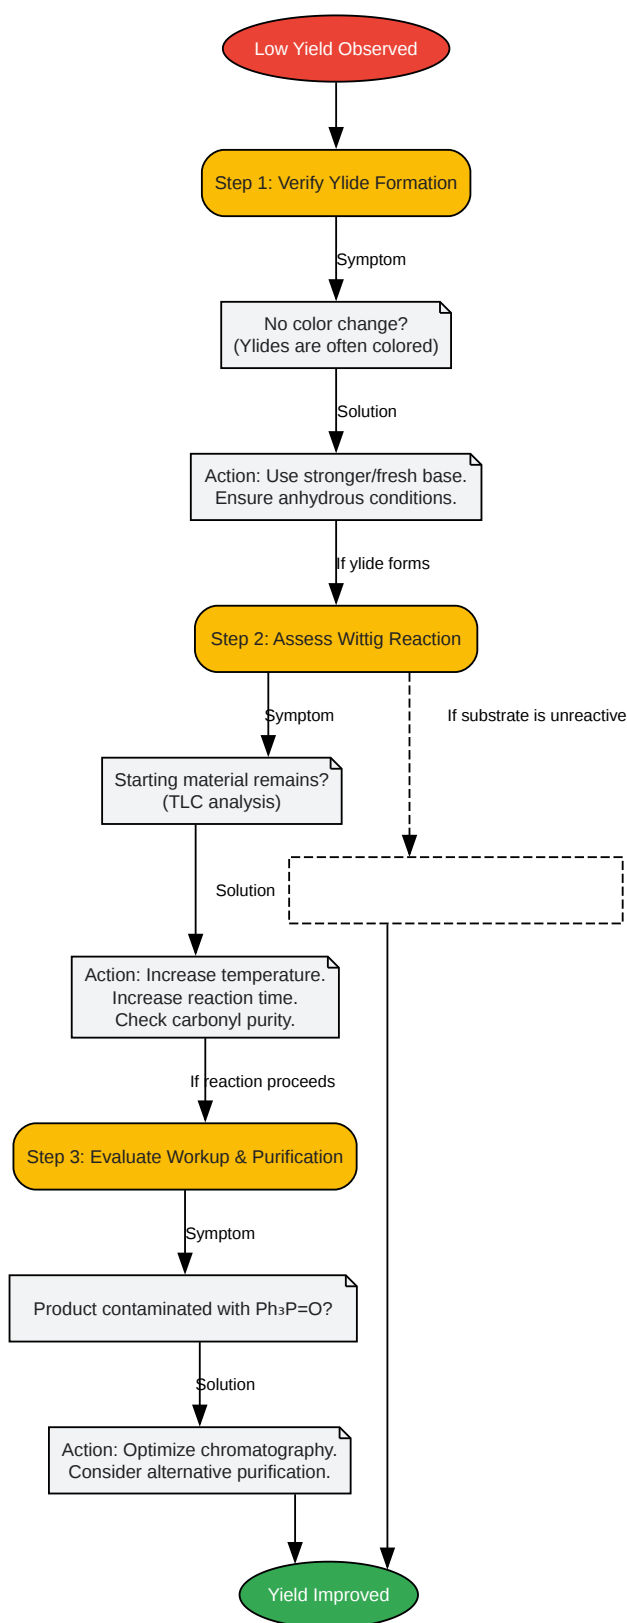 Low Yield Observed
Step 1: Verify Ylide Formation
Symptom
No color change?
(Ylides are often colored)
Solution
Action: Use stronger/fresh base.
Ensure anhydrous conditions.
If ylide forms
Step 2: Assess Wittig Reaction
Symptom
If substrate is unreactive
Starting material remains?
(TLC analysis)
Solution
Action: Increase temperature.
Increase reaction time.
Check carbonyl purity.
If reaction proceeds
Step 3: Evaluate Workup & Purification
Symptom
Product contaminated with Ph₃P=O?
Solution
Action: Optimize chromatography.
Consider alternative purification.
Yield Improved